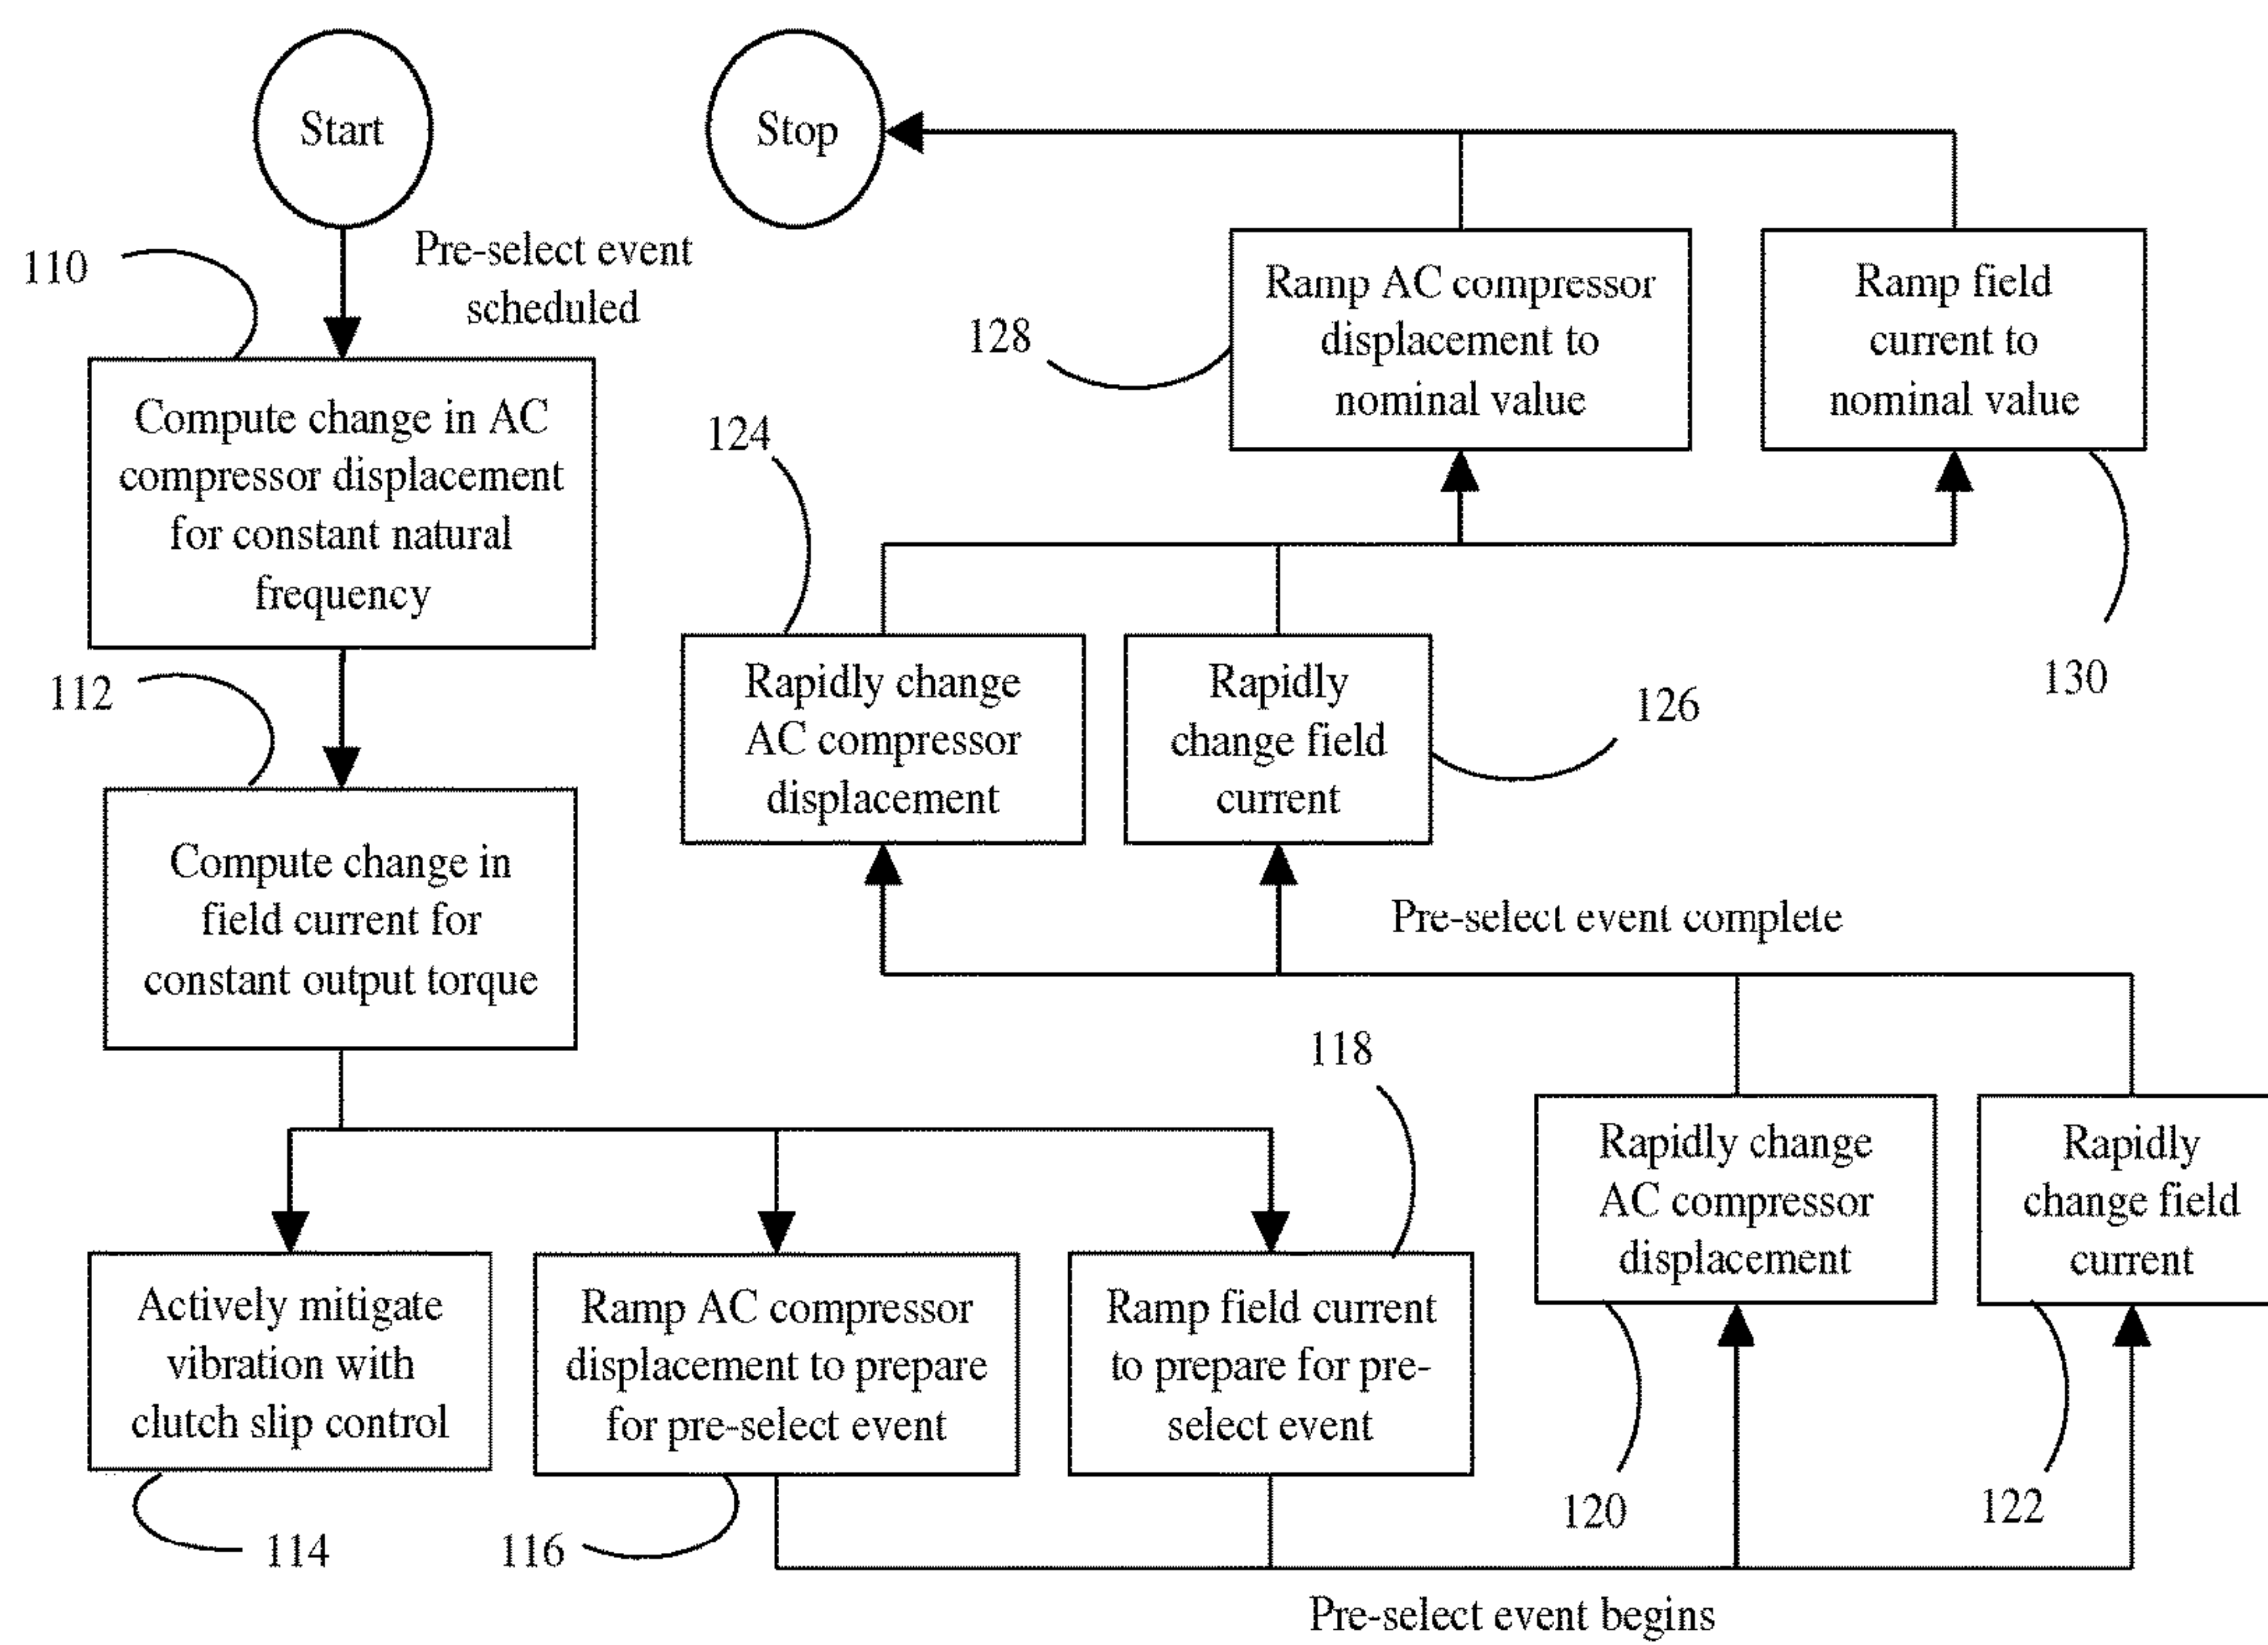 Start
Stop
Pre-select event
scheduled
110
Compute change in AC
compressor displacement
for constant natural
frequency
112
Compute change in
field current for
constant output torque
Actively mitigate
vibration with
clutch slip control
114
Ramp AC compressor
displacement to prepare
for pre-select event
116
Ramp field current
to prepare for pre-
select event
118
Pre-select event begins
Rapidly change
AC compressor
displacement
120
Rapidly
change field
current
122
Pre-select event complete
124
Rapidly change
AC compressor
displacement
Rapidly
change field
current
126
128
Ramp AC compressor
displacement to
nominal value
Ramp field
current to
nominal value
130